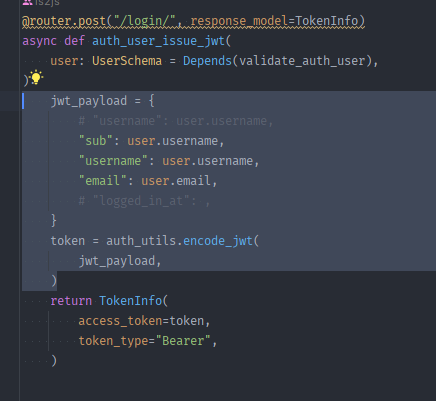 is2js
@router.post("/login/", response_model=TokenInfo)
async def auth_user_issue_jwt(
    user: UserSchema = Depends(validate_auth_user),
)
    jwt_payload = {
        # "username": user.username,
        "sub": user.username,
        "username": user.username,
        "email": user.email,
        # "logged_in_at": ,
    }
    token = auth_utils.encode_jwt(
        jwt_payload,
    )
    return TokenInfo(
        access_token=token,
        token_type="Bearer",
    )